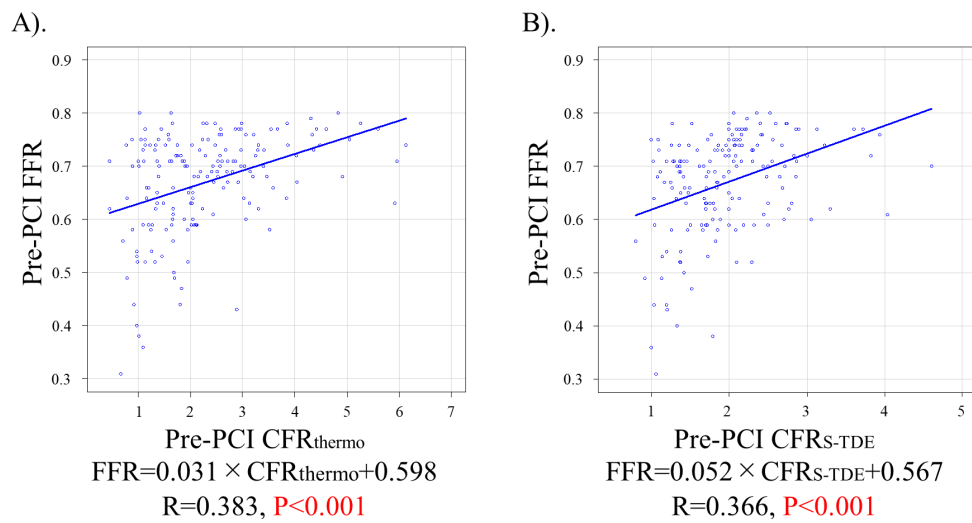 A).
Pre-PCI FFR
0.9
0.8
0.7
0.6
0.5
0.4
0.3
1 2 3 4 5 6 7
Pre-PCI CFRthermo
FFR=0.031×CFRthermo+0.598
R=0.383, P<0.001
B).
Pre-PCI FFR
0.9
0.8
0.7
0.6
0.5
0.4
0.3
1 2 3 4 5
Pre-PCI CFRS-TDE
FFR=0.052×CFRS-TDE+0.567
R=0.366, P<0.001